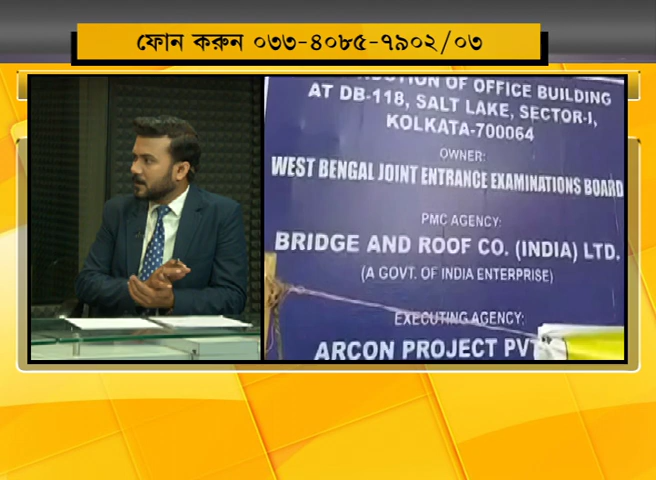 ফোন করুন ০৩৩-৪০৮৫-৭৯০২/০৩
OF OFFICE BUILDING
AT DB-118, SALT LAKE, SECTOR-I,
KOLKATA-700064
OWNER:
WEST BENGAL JOINT ENTRANCE EXAMINATIONS BOARD
PMC AGENCY:
BRIDGE AND ROOF CO. (INDIA) LTD.
(A GOVT. OF INDIA ENTERPRISE)
EXECUTING AGENCY:
ARCON PROJECT PVT